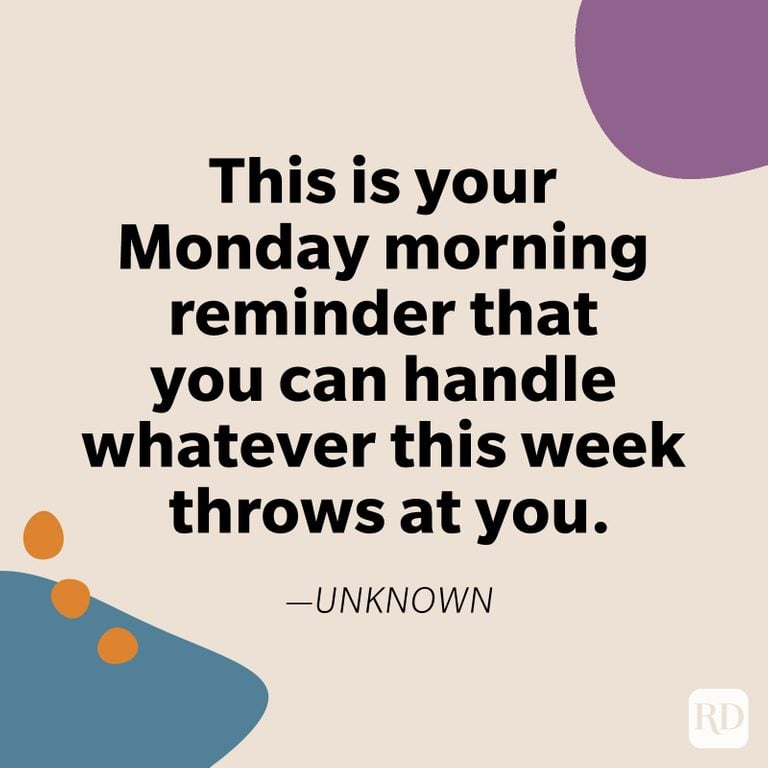 This is your
Monday morning
reminder that
you can handle
whatever this week
throws at you.
—UNKNOWN
RD